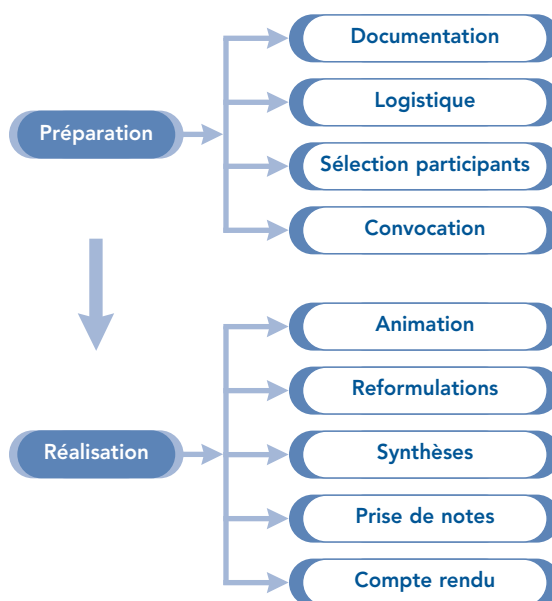 Préparation
Documentation
Logistique
Sélection participants
Convocation
Réalisation
Animation
Reformulations
Synthèses
Prise de notes
Compte rendu